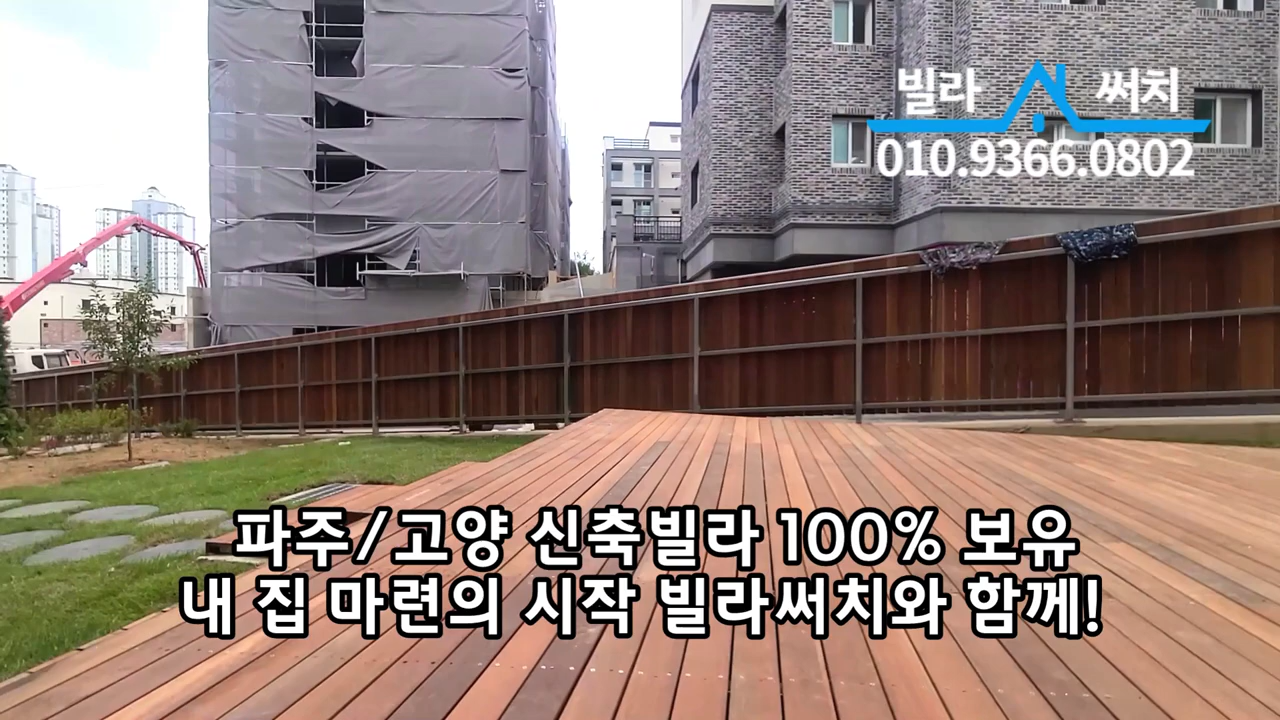 빌라 써치
010.9366.0802
파주/고양 신축빌라 100% 보유
내 집 마련의 시작 빌라써치와 함께!